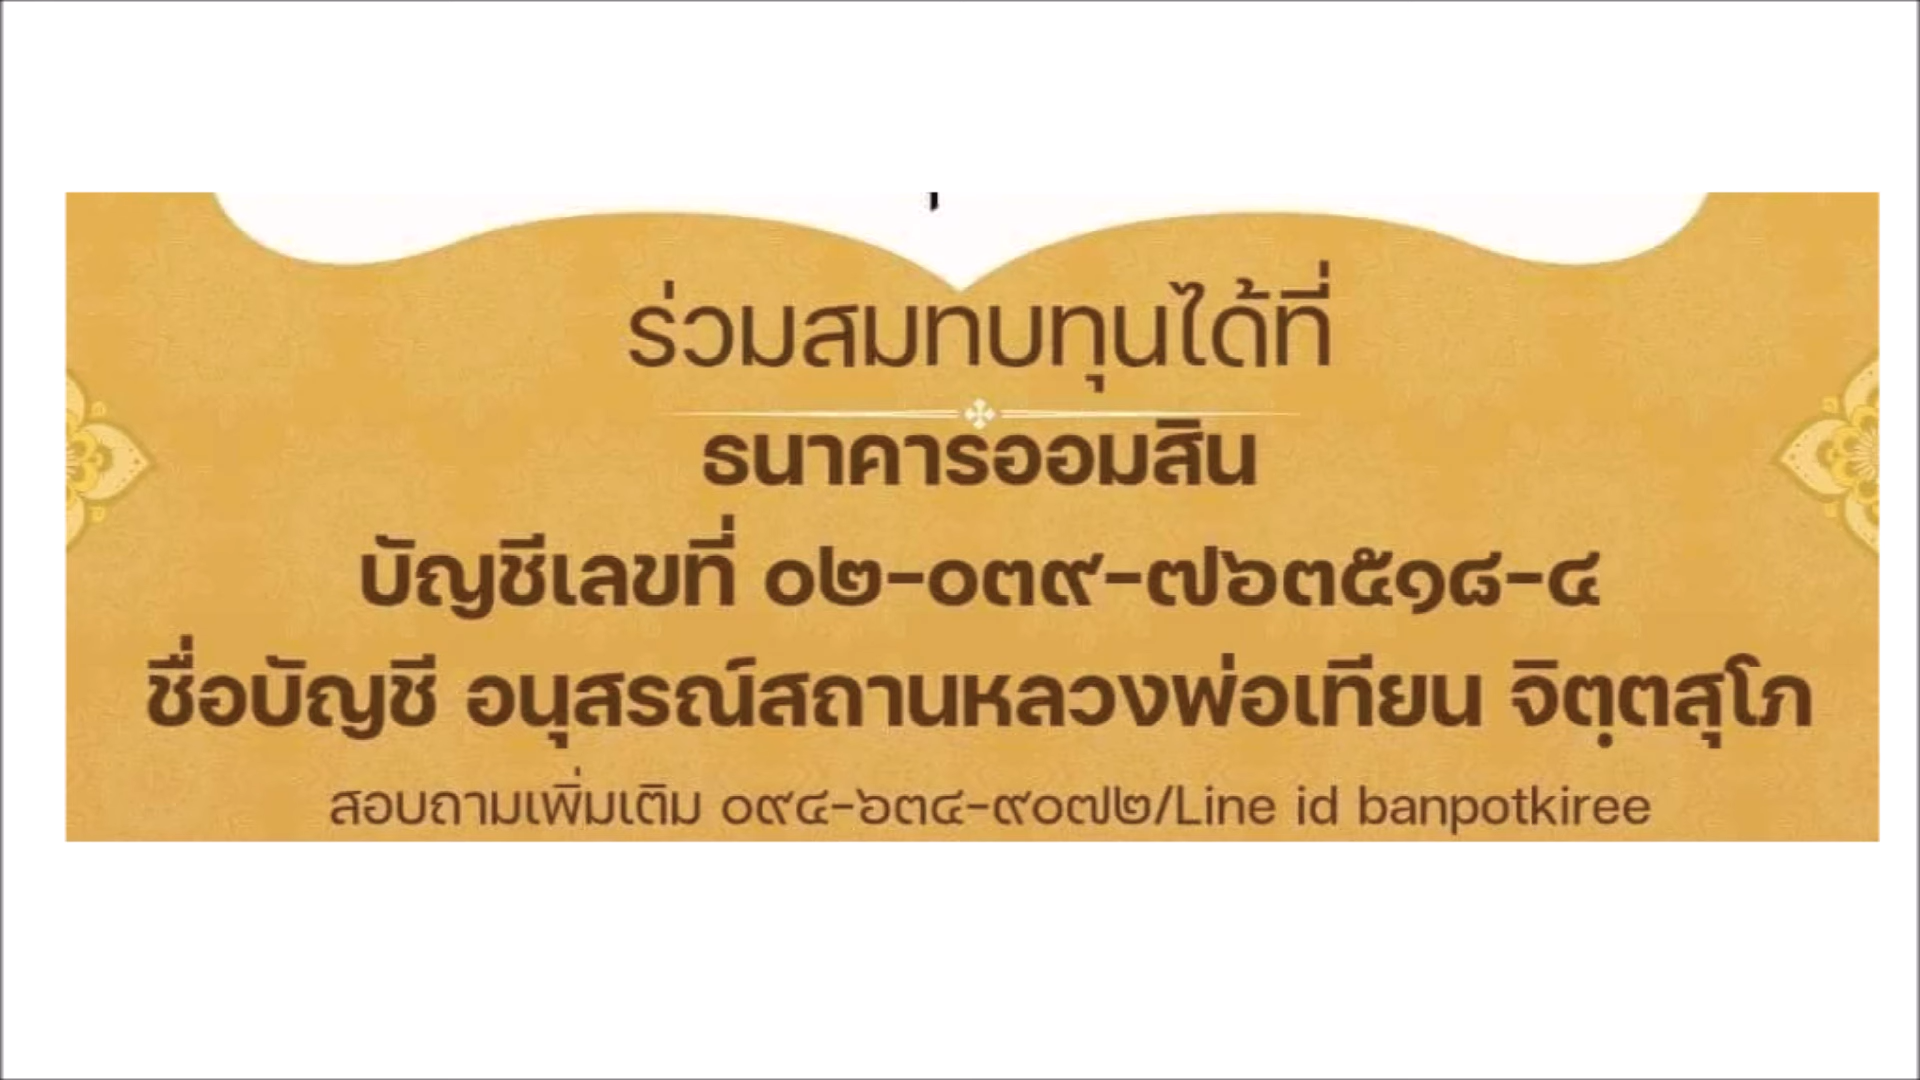 ร่วมสมทบทุนได้ที่
ธนาคารออมสิน
บัญชีเลขที่ ๐๒-๐๓๙-๗๖๓๕๑๘-๔
ชื่อบัญชี อนุสรณ์สถานหลวงพ่อเทียน จิตฺตสุโภ
สอบถามเพิ่มเติม ๐๙๔-๖๓๔-๙๐๗๒/Line id banpotkiree